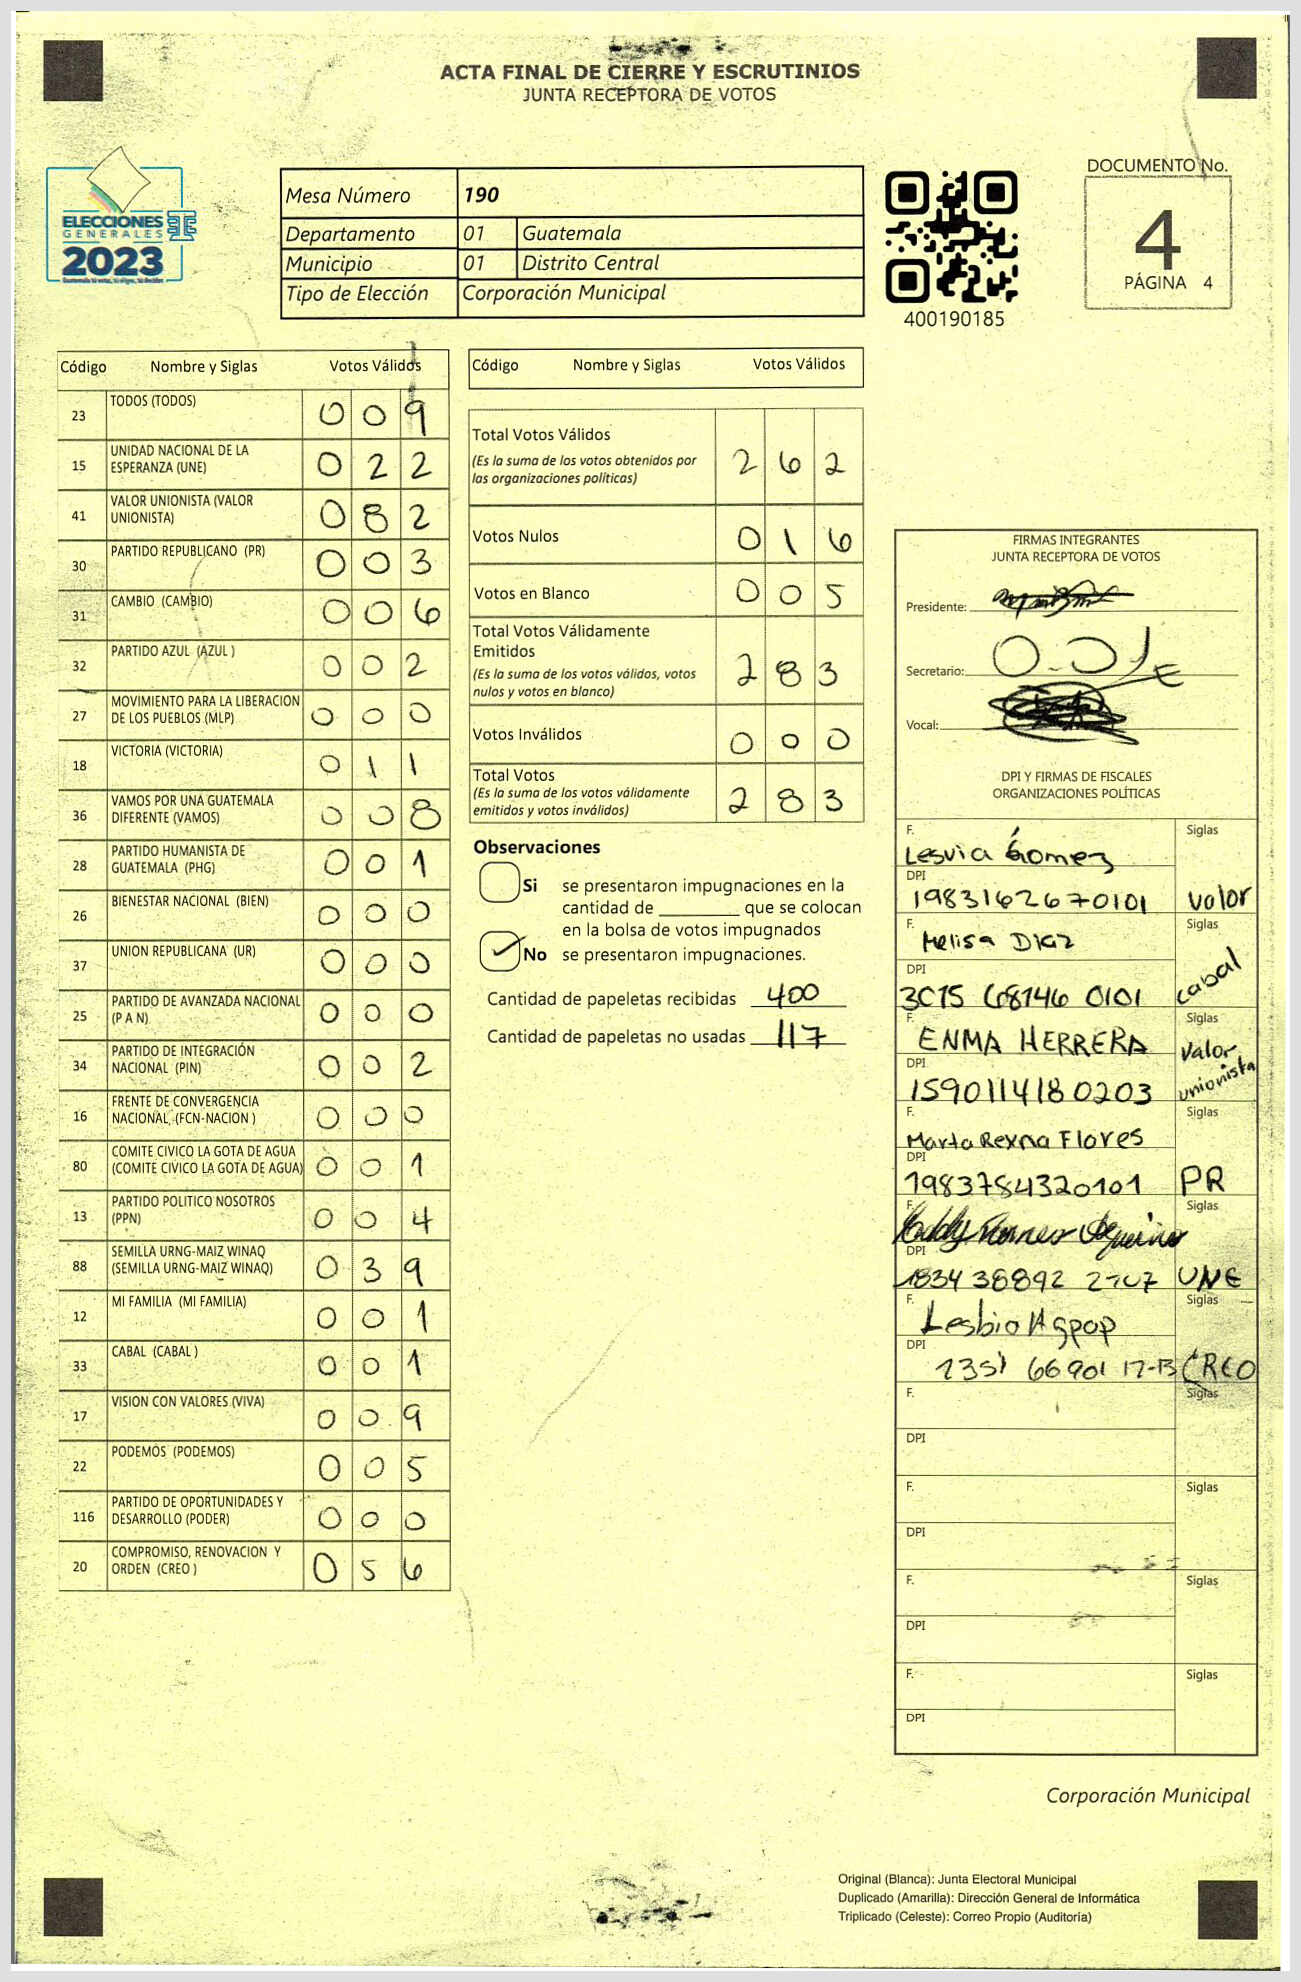 ACTA FINAL DE CIERRE Y ESCRUTINIOS
JUNTA RECEPTORA DE VOTOS
ELECCIONES
GENERALES
2023
Mesa Número 190
Departamento 01 Guatemala
Municipio 01 Distrito Central
Tipo de Elección Corporación Municipal
400190185
DOCUMENTO No.
4
PÁGINA 4
Código Nombre y Siglas Votos Válidos
23 TODOS (TODOS) 0 0 9
15 UNIDAD NACIONAL DE LA
ESPERANZA (UNE) 0 2 2
41 VALOR UNIONISTA (VALOR
UNIONISTA) 0 8 2
30 PARTIDO REPUBLICANO (PR) 0 0 3
31 CAMBIO (CAMBIO) 0 0 6
32 PARTIDO AZUL (AZUL ) 0 0 2
27 MOVIMIENTO PARA LA LIBERACION
DE LOS PUEBLOS (MLP) 0 0 0
18 VICTORIA (VICTORIA) 0 1 1
36 VAMOS POR UNA GUATEMALA
DIFERENTE (VAMOS) 0 0 8
28 PARTIDO HUMANISTA DE
GUATEMALA (PHG) 0 0 1
26 BIENESTAR NACIONAL (BIEN) 0 0 0
37 UNION REPUBLICANA (UR) 0 0 0
25 PARTIDO DE AVANZADA NACIONAL
(P A N) 0 0 0
34 PARTIDO DE INTEGRACIÓN
NACIONAL (PIN) 0 0 2
16 FRENTE DE CONVERGENCIA
NACIONAL (FCN-NACION ) 0 0 0
80 COMITE CIVICO LA GOTA DE AGUA
(COMITE CIVICO LA GOTA DE AGUA) 0 0 1
13 PARTIDO POLITICO NOSOTROS
(PPN) 0 0 4
88 SEMILLA URNG-MAIZ WINAQ
(SEMILLA URNG-MAIZ WINAQ) 0 3 9
12 MI FAMILIA (MI FAMILIA) 0 0 1
33 CABAL (CABAL ) 0 0 1
17 VISION CON VALORES (VIVA) 0 0 9
22 PODEMOS (PODEMOS) 0 0 5
116 PARTIDO DE OPORTUNIDADES Y
DESARROLLO (PODER) 0 0 0
20 COMPROMISO, RENOVACION Y
ORDEN (CREO ) 0 5 6
Código Nombre y Siglas Votos Válidos
Total Votos Válidos
(Es la suma de los votos obtenidos por
las organizaciones políticas) 2 6 2
Votos Nulos 0 1 6
Votos en Blanco 0 0 5
Total Votos Válidamente
Emitidos
(Es la suma de los votos válidos, votos
nulos y votos en blanco) 2 8 3
Votos Inválidos 0 0 0
Total Votos
(Es la suma de los votos válidamente
emitidos y votos inválidos) 2 8 3
Observaciones
Si se presentaron impugnaciones en la
cantidad de ________ que se colocan
en la bolsa de votos impugnados
No se presentaron impugnaciones.
Cantidad de papeletas recibidas 400
Cantidad de papeletas no usadas 117
FIRMAS INTEGRANTES
JUNTA RECEPTORA DE VOTOS
Presidente:
Secretario:
Vocal:
DPI Y FIRMAS DE FISCALES
ORGANIZACIONES POLÍTICAS
F. Siglas
Lesvia Gómez
DPI
1983162670101 valor
F. Siglas
Melisa Diaz
DPI
3015 68146 0101 cabal
F. Siglas
ENMA HERRERA Valor
DPI
1590114180203 unionista
F. Siglas
Marta Reyna Flores
DPI
1983784320101 PR
F. Siglas
DPI
1834 38892 UNE
F. Siglas
Lesbia
DPI
66901 CREO
F. Siglas
DPI
F. Siglas
DPI
F. Siglas
DPI
F. Siglas
DPI
Corporación Municipal
Original (Blanca): Junta Electoral Municipal
Duplicado (Amarilla): Dirección General de Informática
Triplicado (Celeste): Correo Propio (Auditoría)